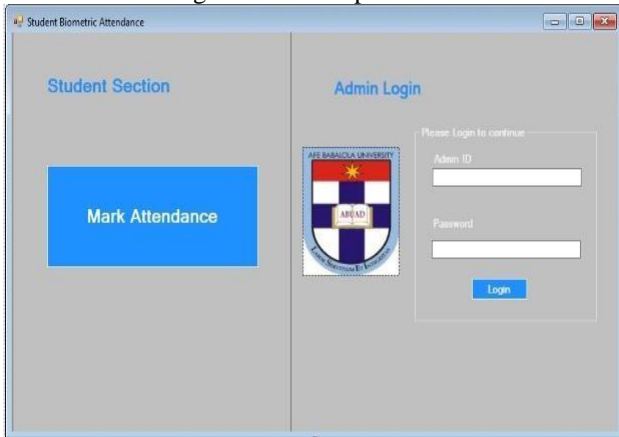 Student Biometric Attendance
Student Section
Mark Attendance
Admin Login
AFE BABALOLA UNIVERSITY
ABUAD
Please Login to continue
Admin ID
Password
Login